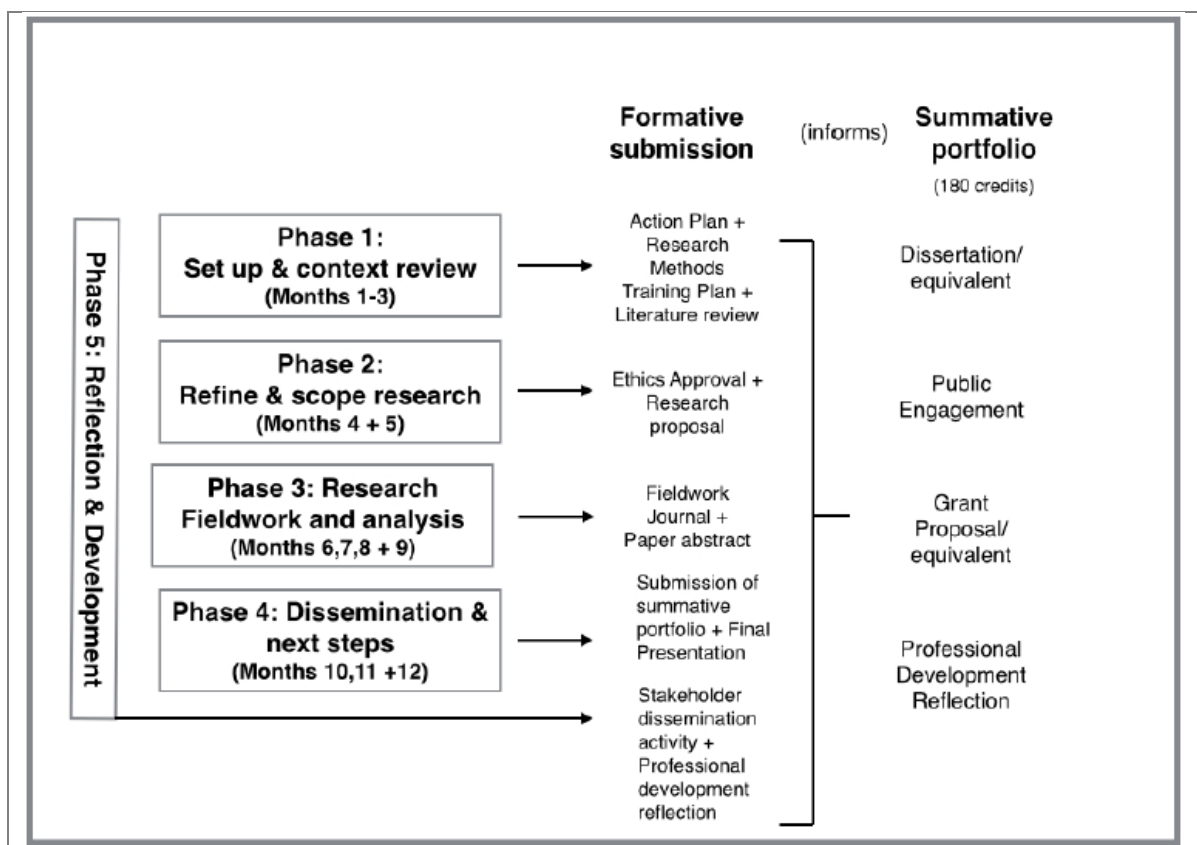 Formative
submission
(informs)
Summative
portfolio
(180 credits)
Phase 5: Reflection & Development
Phase 1:
Set up & context review
(Months 1-3)
Action Plan +
Research
Methods
Training Plan +
Literature review
Dissertation/
equivalent
Phase 2:
Refine & scope research
(Months 4 + 5)
Ethics Approval +
Research
proposal
Public
Engagement
Phase 3: Research
Fieldwork and analysis
(Months 6,7,8 + 9)
Fieldwork
Journal +
Paper abstract
Grant
Proposal/
equivalent
Phase 4: Dissemination &
next steps
(Months 10,11 +12)
Submission of
summative
portfolio + Final
Presentation
Professional
Development
Reflection
Stakeholder
dissemination
activity +
Professional
development
reflection